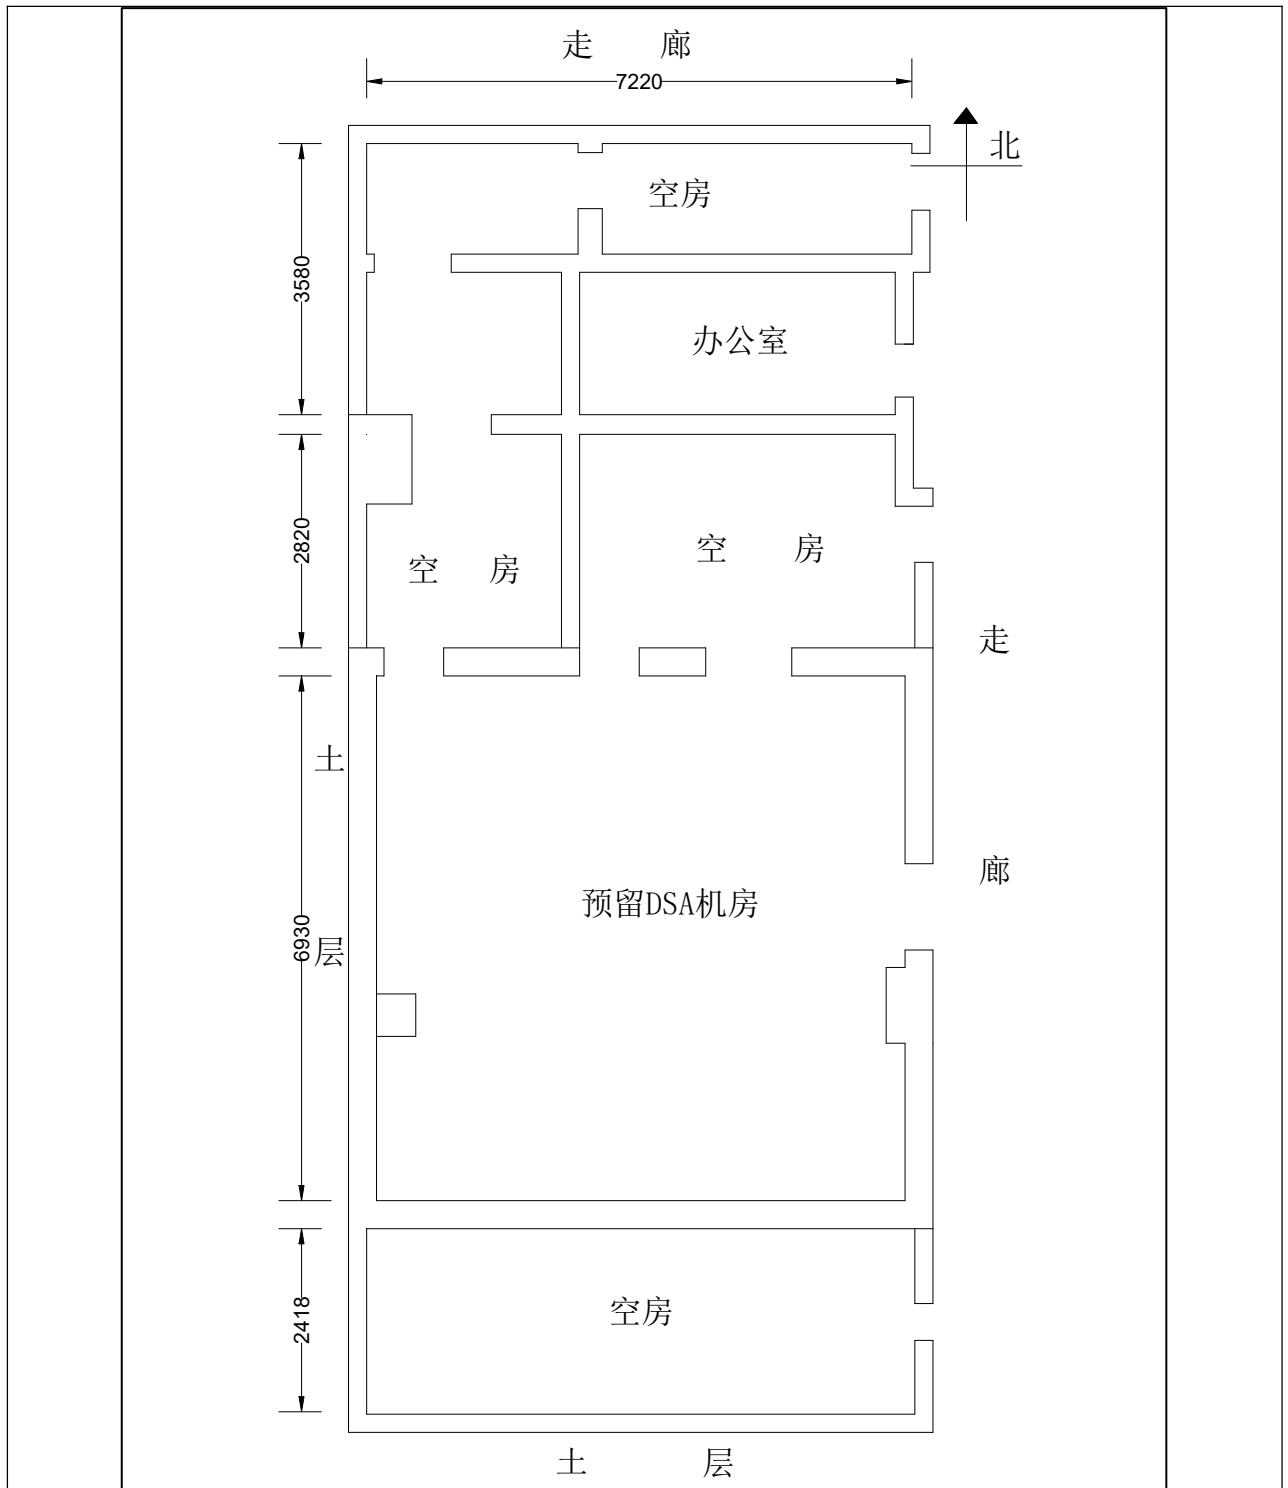 走 廊
7220
北
空房
3580
办公室
2820
空 房
空 房
走
廊
土
层
6930
预留DSA机房
2418
空房
土 层